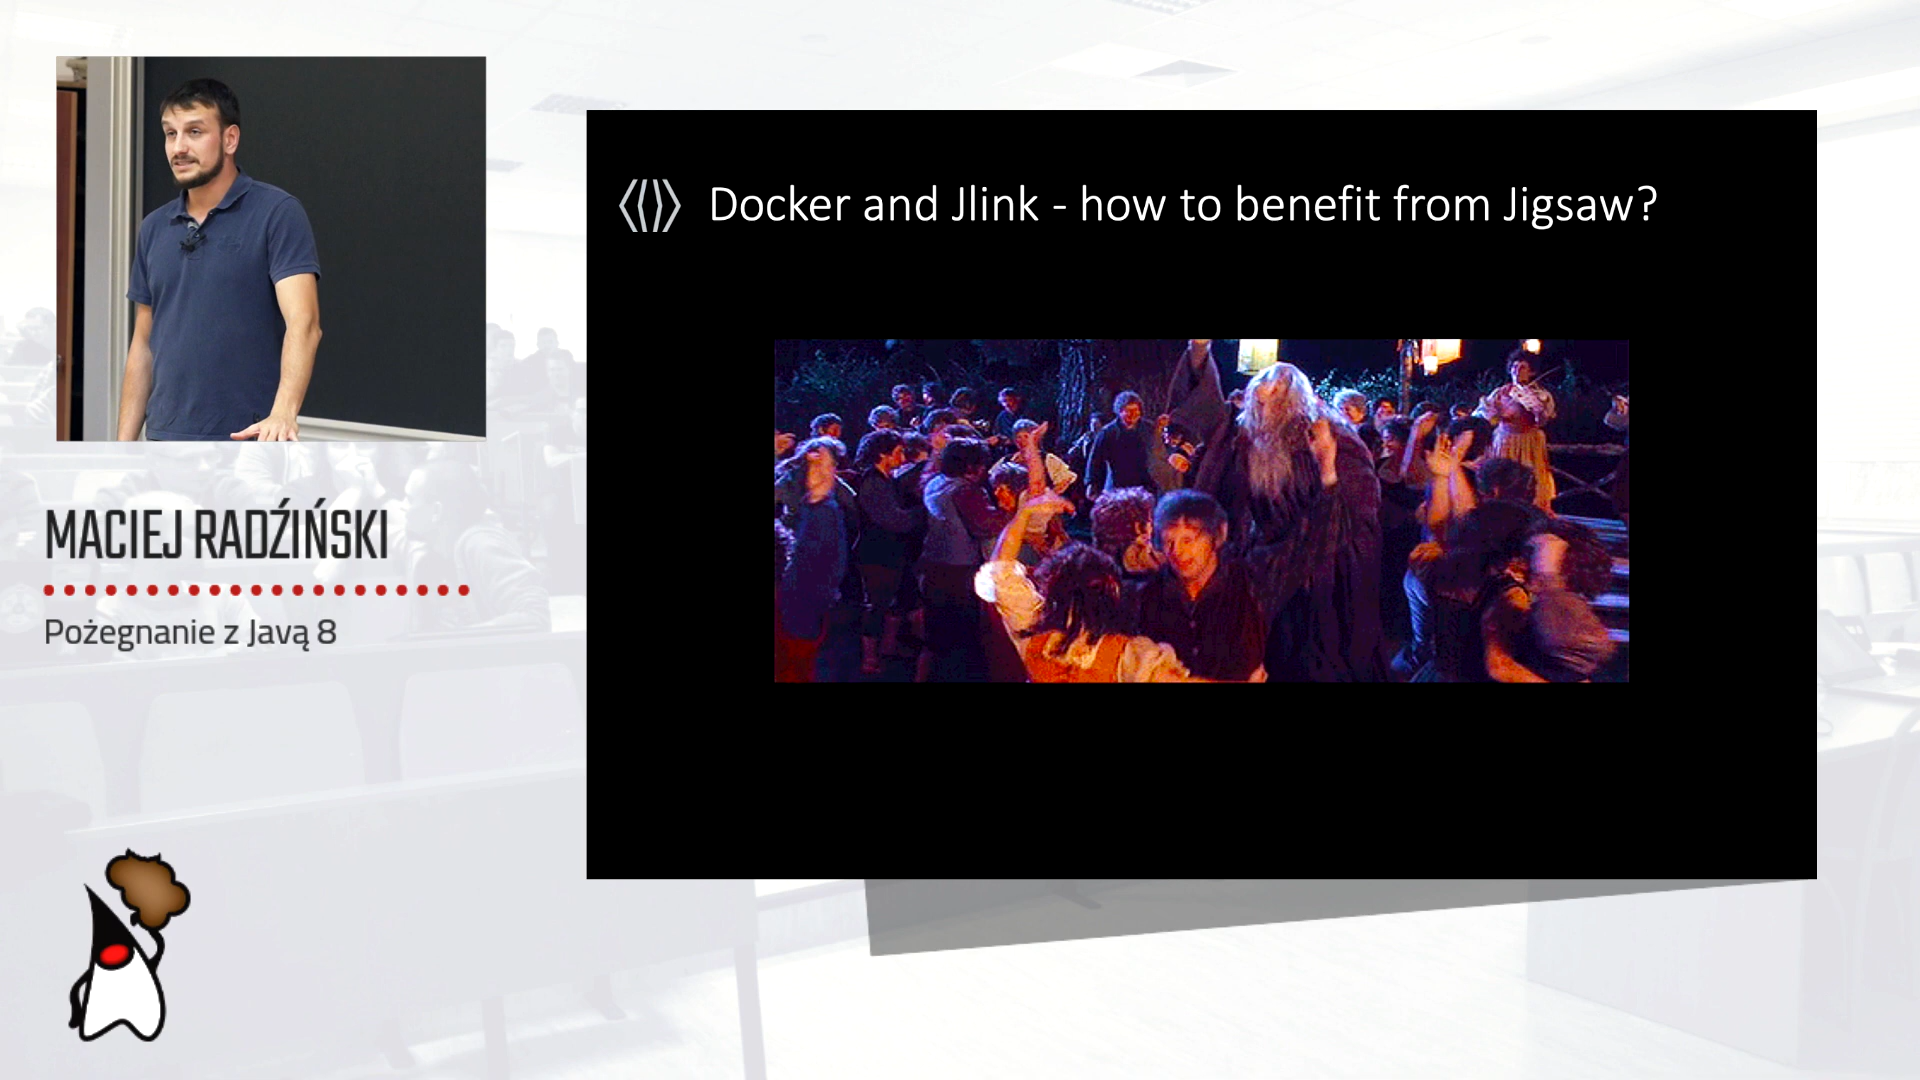 Docker and Jlink - how to benefit from Jigsaw?
MACIEJ RADŹIŃSKI
Pożegnanie z Javą 8